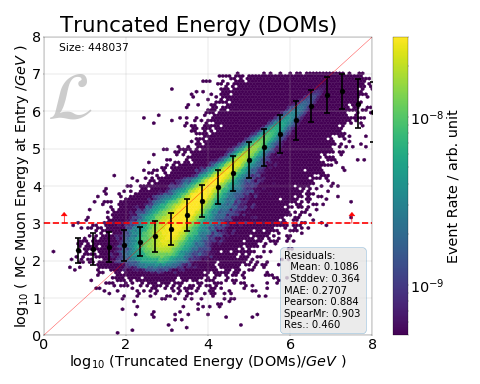 Truncated Energy (DOMs)
Size: 448037
ℒ
log10 ( MC Muon Energy at Entry /GeV )
8
7
6
5
4
3
2
1
0
0
2
4
6
8
log10 (Truncated Energy (DOMs)/GeV )
Residuals:
Mean: 0.1086
Stddev: 0.364
MAE: 0.2707
Pearson: 0.884
SpearMr: 0.903
Res.: 0.460
10⁻⁸
10⁻⁹
Event Rate / arb. unit